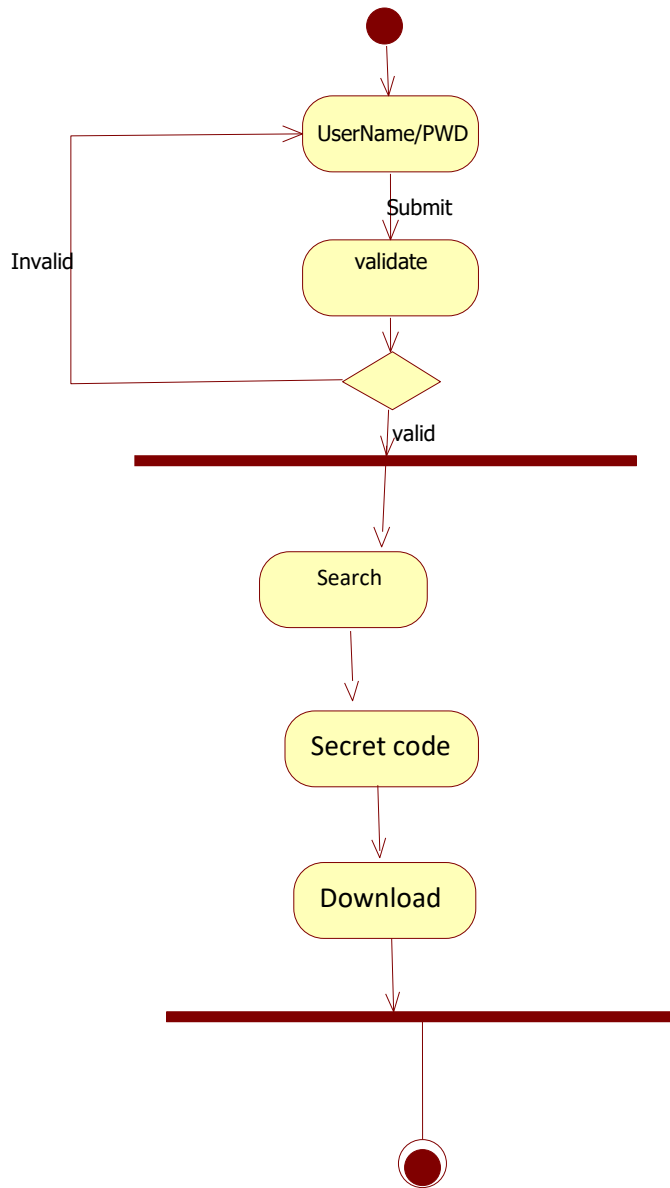 UserName/PWD
Submit
Invalid
validate
valid
Search
Secret code
Download